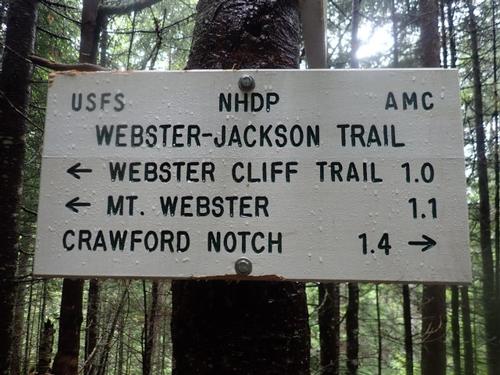 USFS NHDP AMC
WEBSTER-JACKSON TRAIL
← WEBSTER CLIFF TRAIL 1.0
← MT. WEBSTER 1.1
CRAWFORD NOTCH 1.4 →